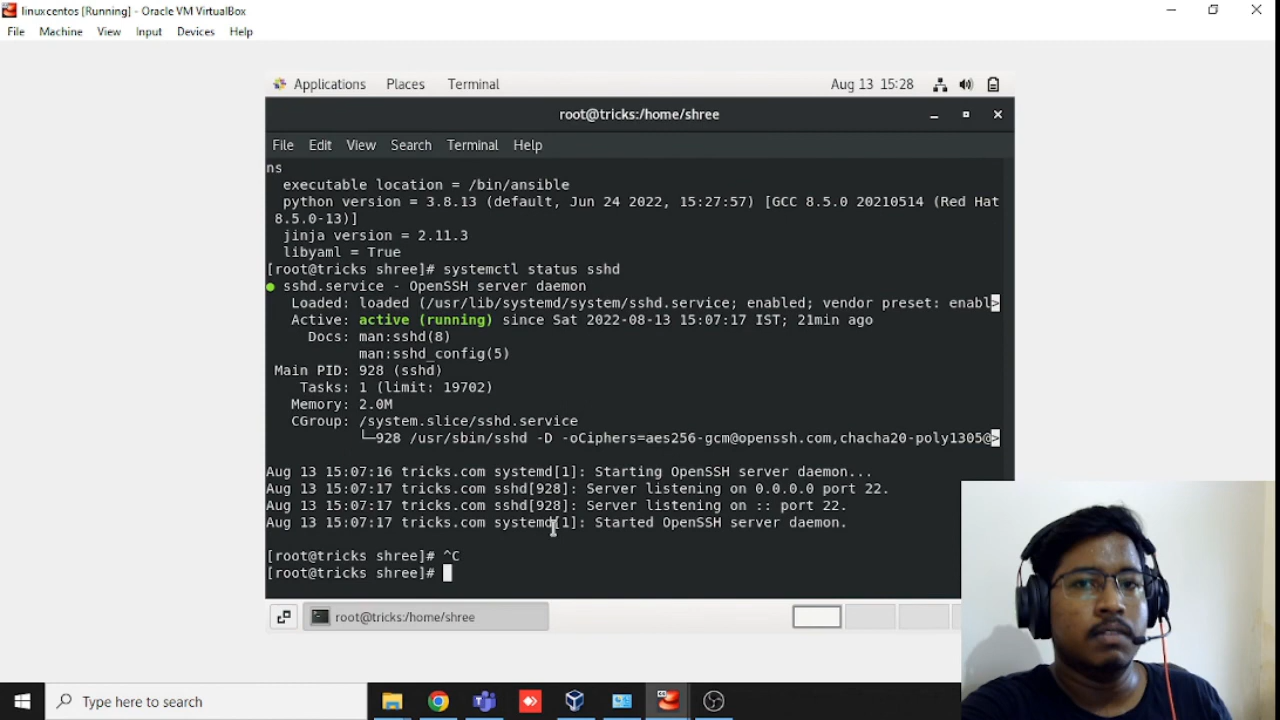 linuxcentos [Running] - Oracle VM VirtualBox
File Machine View Input Devices Help
Applications Places Terminal Aug 13 15:28
root@tricks:/home/shree
File Edit View Search Terminal Help
ns
executable location = /bin/ansible
python version = 3.8.13 (default, Jun 24 2022, 15:27:57) [GCC 8.5.0 20210514 (Red Hat
8.5.0-13)]
jinja version = 2.11.3
libyaml = True
[root@tricks shree]# systemctl status sshd
● sshd.service - OpenSSH server daemon
Loaded: loaded (/usr/lib/systemd/system/sshd.service; enabled; vendor preset: enabl>
Active: active (running) since Sat 2022-08-13 15:07:17 IST; 21min ago
Docs: man:sshd(8)
man:sshd_config(5)
Main PID: 928 (sshd)
Tasks: 1 (limit: 19702)
Memory: 2.0M
CGroup: /system.slice/sshd.service
└─928 /usr/sbin/sshd -D -oCiphers=aes256-gcm@openssh.com,chacha20-poly1305@>
Aug 13 15:07:16 tricks.com systemd[1]: Starting OpenSSH server daemon...
Aug 13 15:07:17 tricks.com sshd[928]: Server listening on 0.0.0.0 port 22.
Aug 13 15:07:17 tricks.com sshd[928]: Server listening on :: port 22.
Aug 13 15:07:17 tricks.com systemd[1]: Started OpenSSH server daemon.
[root@tricks shree]# ^C
[root@tricks shree]#
root@tricks:/home/shree
Type here to search